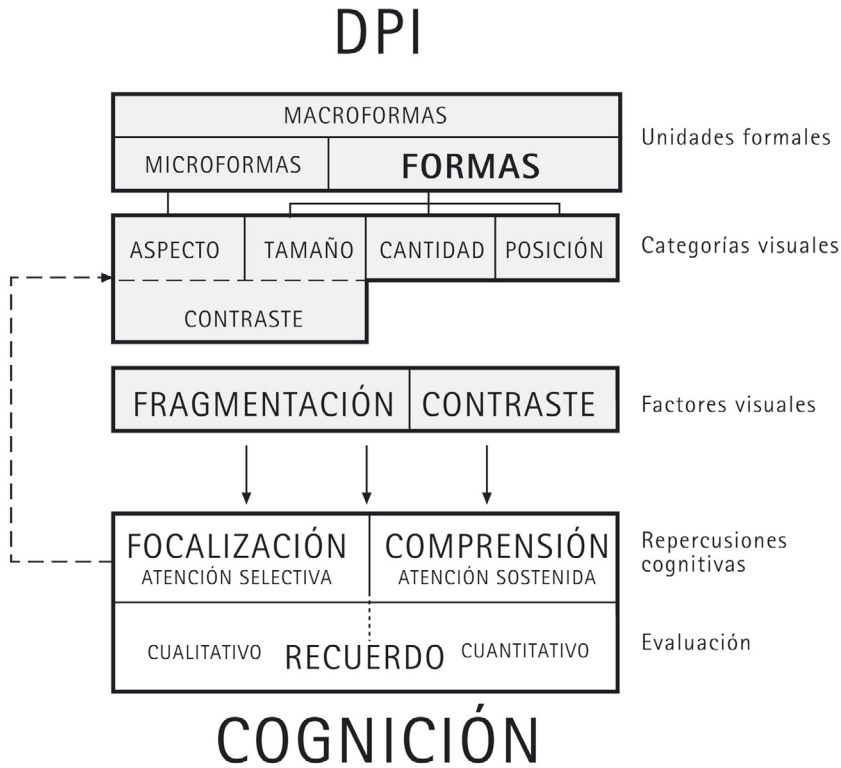 DPI
MACROFORMAS
Unidades formales
MICROFORMAS FORMAS
ASPECTO TAMAÑO CANTIDAD POSICIÓN
Categorías visuales
CONTRASTE
FRAGMENTACIÓN CONTRASTE
Factores visuales
FOCALIZACIÓN COMPRENSIÓN
ATENCIÓN SELECTIVA ATENCIÓN SOSTENIDA
Repercusiones
cognitivas
CUALITATIVO RECUERDO CUANTITATIVO
Evaluación
COGNICIÓN